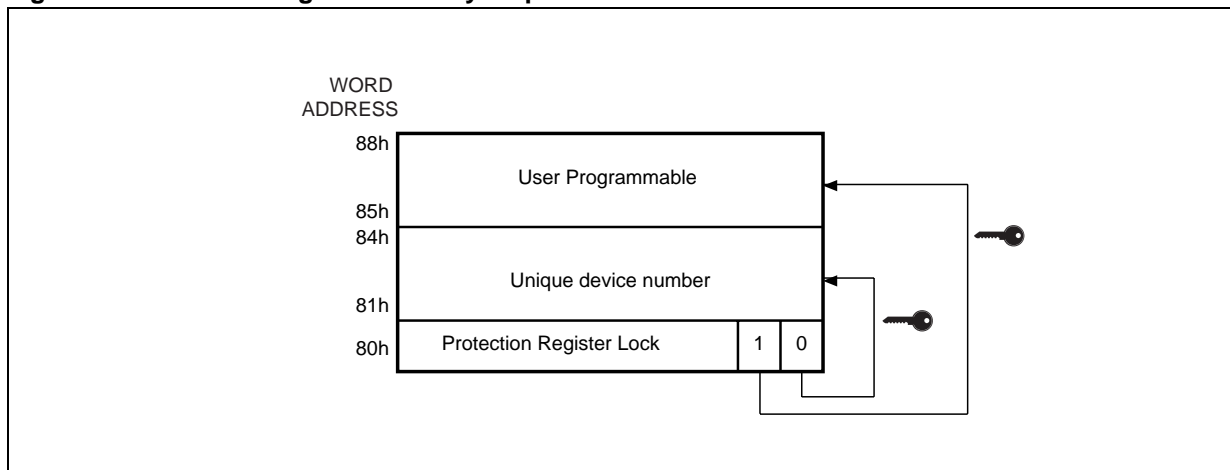 WORD
ADDRESS
88h
User Programmable
85h
84h
Unique device number
81h
80h
Protection Register Lock
1
0